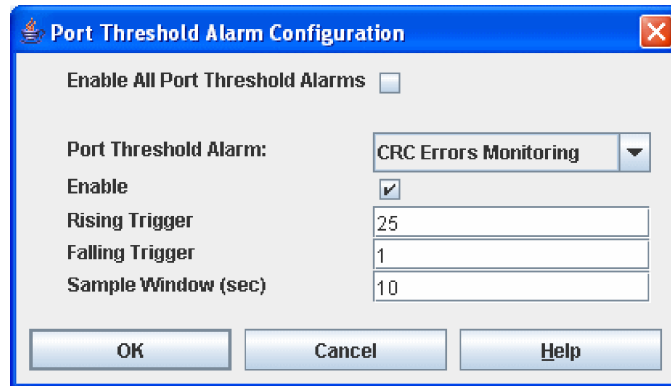 Port Threshold Alarm Configuration
Enable All Port Threshold Alarms
Port Threshold Alarm: CRC Errors Monitoring
Enable
Rising Trigger 25
Falling Trigger 1
Sample Window (sec) 10
OK Cancel Help